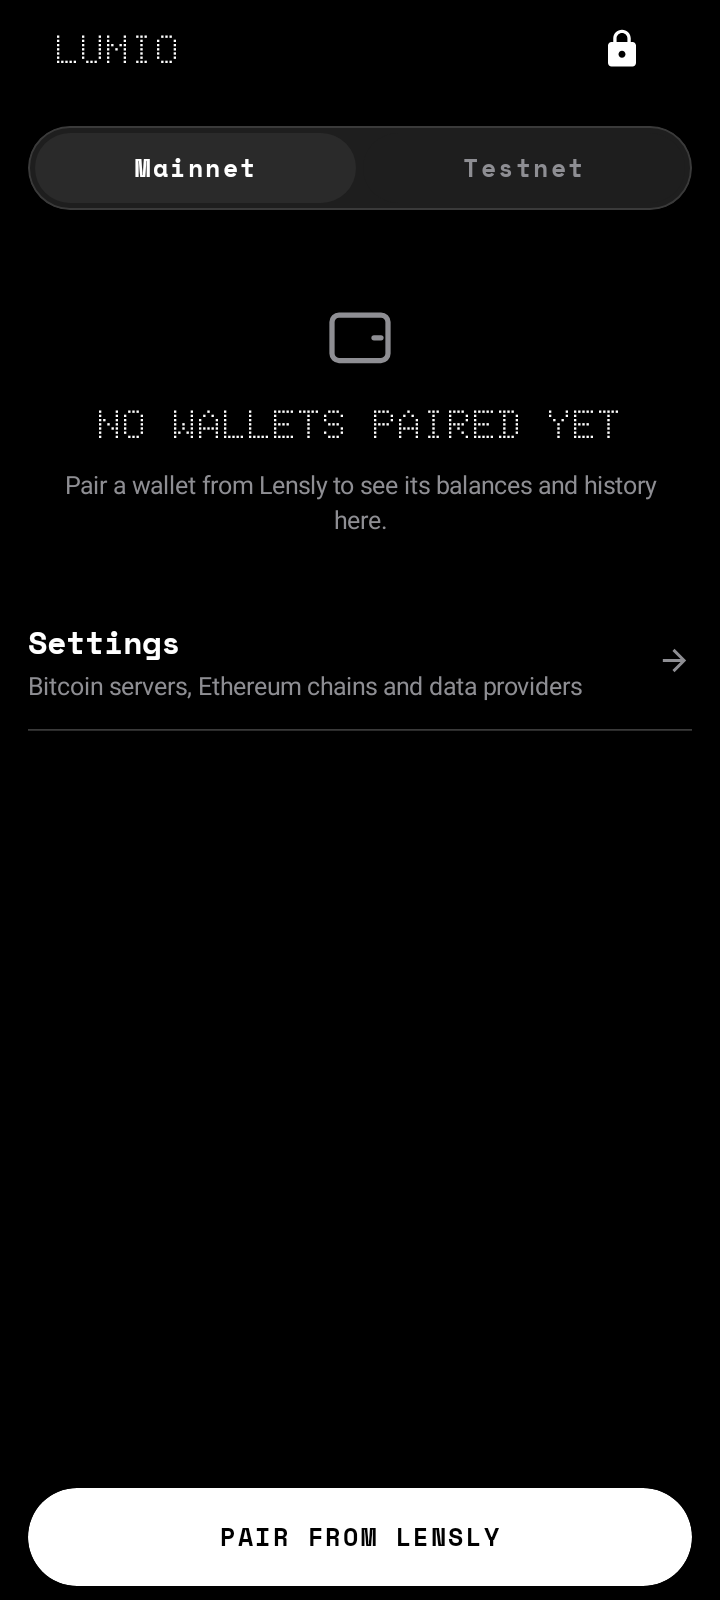 LUMIO
Mainnet
Testnet
NO WALLETS PAIRED YET
Pair a wallet from Lensly to see its balances and history
here.
Settings
Bitcoin servers, Ethereum chains and data providers
PAIR FROM LENSLY